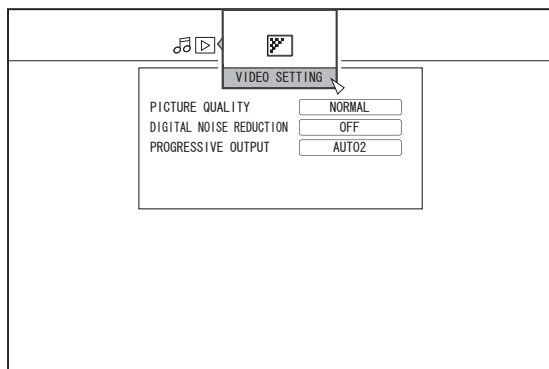 VIDEO SETTING
PICTURE QUALITY NORMAL
DIGITAL NOISE REDUCTION OFF
PROGRESSIVE OUTPUT AUTO2